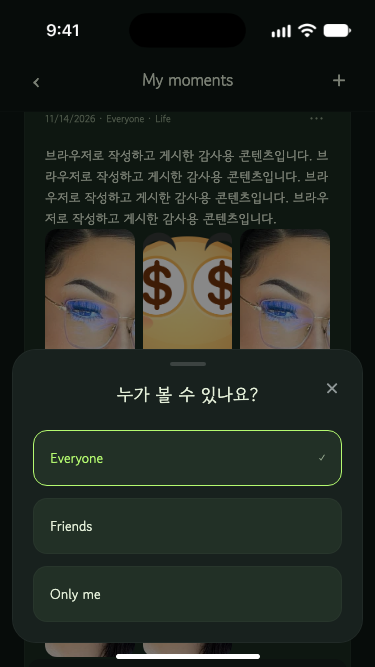 9:41
My moments
11/14/2026 · Everyone · Life
브라우저로 작성하고 게시한 감사용 콘텐츠입니다. 브
라우저로 작성하고 게시한 감사용 콘텐츠입니다. 브라
우저로 작성하고 게시한 감사용 콘텐츠입니다. 브라우
저로 작성하고 게시한 감사용 콘텐츠입니다.
누가 볼 수 있나요?
Everyone
Friends
Only me